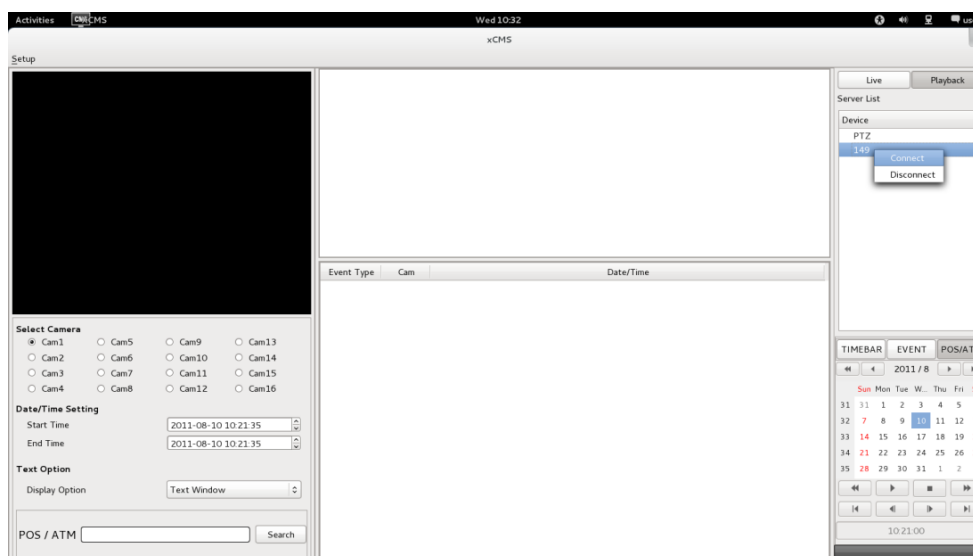 Activities xCMS Wed 10:32
xCMS
Setup
Live Playback
Server List
Device
PTZ
149
Connect
Disconnect
Event Type Cam Date/Time
Select Camera
Cam1 Cam5 Cam9 Cam13
Cam2 Cam6 Cam10 Cam14
Cam3 Cam7 Cam11 Cam15
Cam4 Cam8 Cam12 Cam16
Date/Time Setting
Start Time 2011-08-10 10:21:35
End Time 2011-08-10 10:21:35
Text Option
Display Option Text Window
POS / ATM Search
TIMEBAR EVENT POS/AT
2011 / 8
Sun Mon Tue W... Thu Fri
31 31 1 2 3 4 5
32 7 8 9 10 11 12
33 14 15 16 17 18 19
34 21 22 23 24 25 26
35 28 29 30 31 1 2
10:21:00